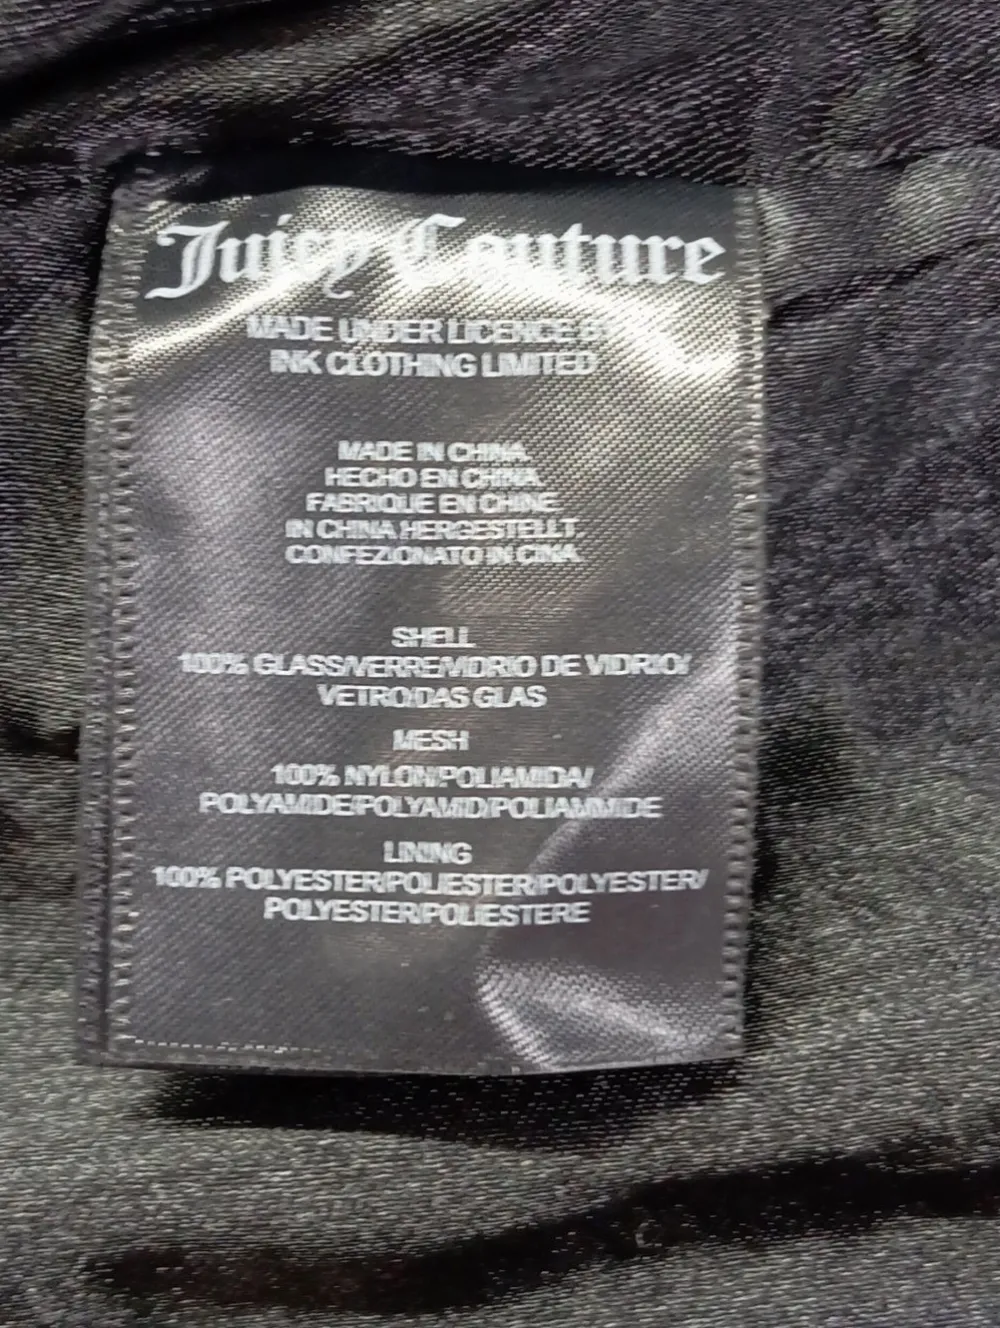 Juicy Couture
MADE UNDER LICENCE BY
INK CLOTHING LIMITED
MADE IN CHINA.
HECHO EN CHINA.
FABRIQUE EN CHINE.
IN CHINA HERGESTELLT.
CONFEZIONATO IN CINA.
SHELL
100% GLASS/VERRE/VIDRIO DE VIDRIO/
VETRO/DAS GLAS
MESH
100% NYLON/POLIAMIDA/
POLYAMIDE/POLYAMID/POLIAMMIDE
LINING
100% POLYESTER/POLIESTER/POLYESTER/
POLYESTER/POLIESTERE